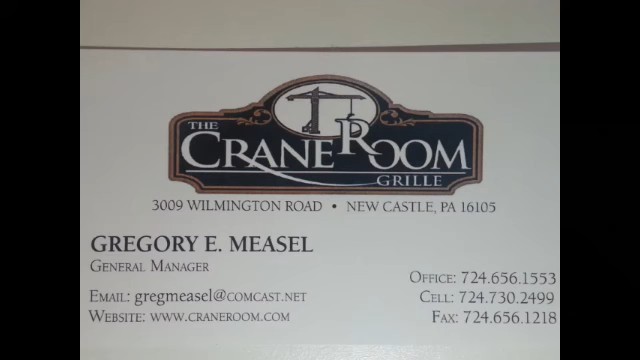 THE
CRANEROOM
GRILLE
3009 WILMINGTON ROAD • NEW CASTLE, PA 16105
GREGORY E. MEASEL
GENERAL MANAGER
EMAIL: gregmeasel@COMCAST.NET
WEBSITE: WWW.CRANEROOM.COM
OFFICE: 724.656.1553
CELL: 724.730.2499
FAX: 724.656.1218